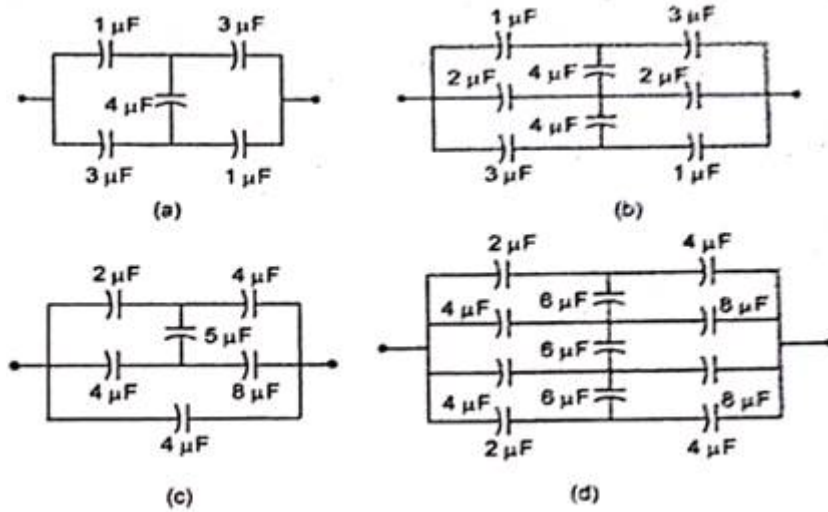 1 µF 3 µF
4 µF
3 µF 1 µF
(a)
1 µF 3 µF
4 µF
2 µF 2 µF
4 µF
3 µF 1 µF
(b)
2 µF 4 µF
5 µF
4 µF 8 µF
4 µF
(c)
2 µF 4 µF
6 µF
4 µF 8 µF
6 µF
4 µF 6 µF 8 µF
2 µF 4 µF
(d)